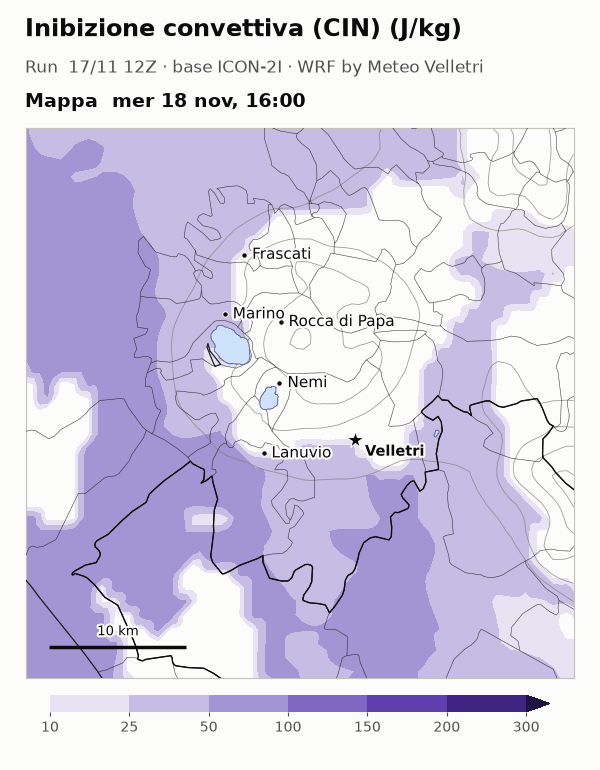 Inibizione convettiva (CIN) (J/kg)
Run  17/11 12Z · base ICON-2I · WRF by Meteo Velletri
Mappa  mer 18 nov, 16:00
Frascati
Marino
Rocca di Papa
Nemi
Velletri
Lanuvio
10 km
10 25 50 100 150 200 300